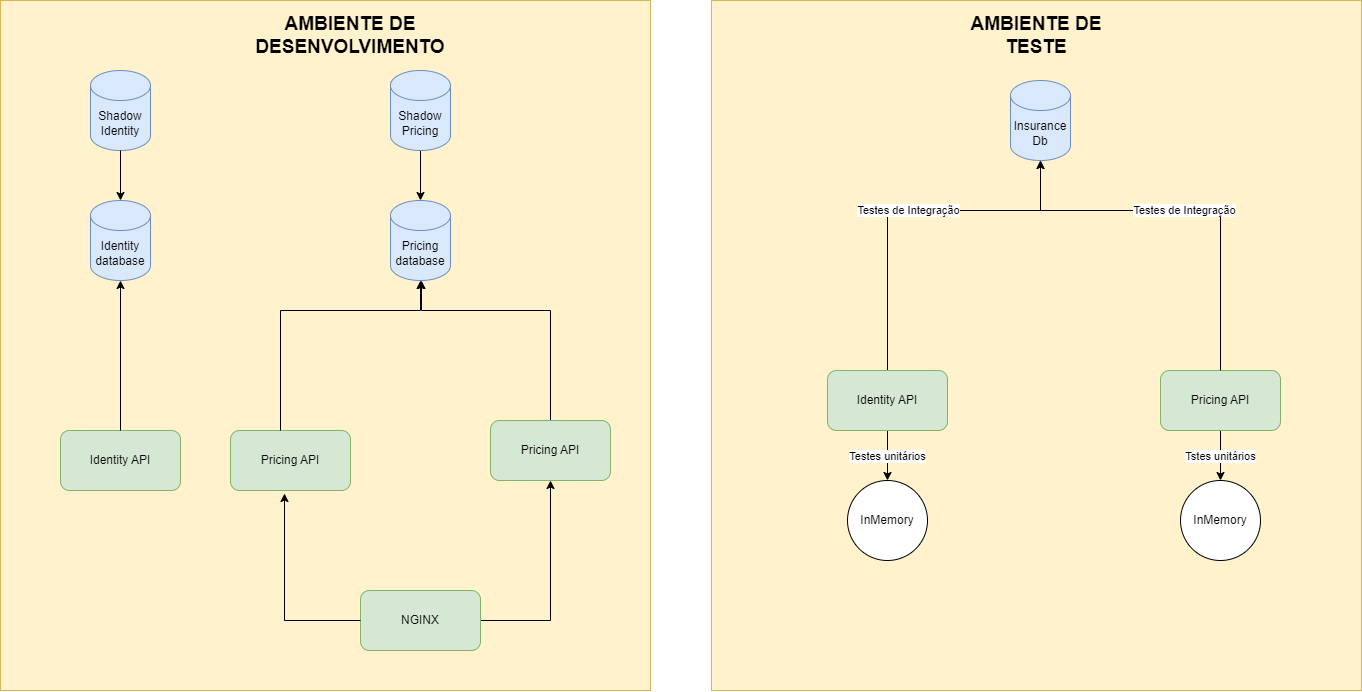 AMBIENTE DE
DESENVOLVIMENTO
Shadow
Identity
Shadow
Pricing
Identity
database
Pricing
database
Identity API
Pricing API
Pricing API
NGINX
AMBIENTE DE
TESTE
Insurance
Db
Testes de Integração
Testes de Integração
Identity API
Pricing API
Testes unitários
Tstes unitários
InMemory
InMemory